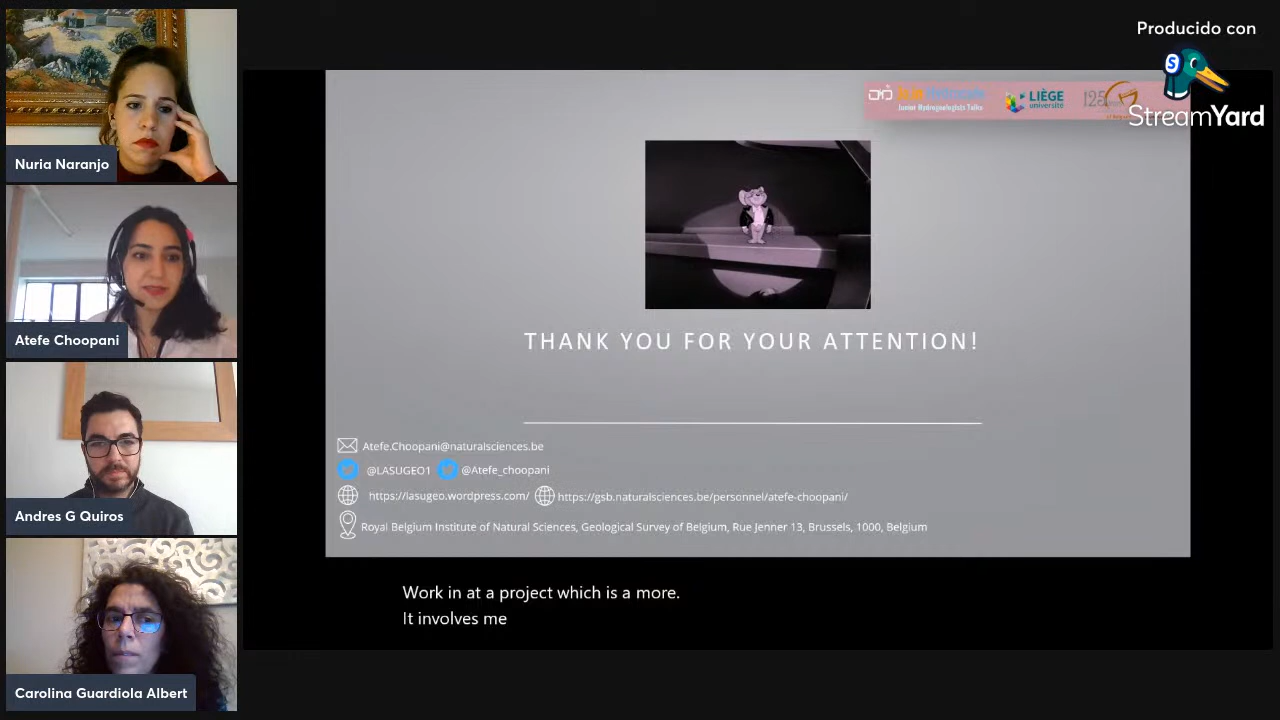 Producido con
StreamYard
Nuria Naranjo
Atefe Choopani
Andres G Quiros
Carolina Guardiola Albert
Junior Hydrogeologists Talks
LIÈGE
université
125
THANK YOU FOR YOUR ATTENTION!
Atefe.Choopani@naturalsciences.be
@LASUGEO1 @Atefe_choopani
https://lasugeo.wordpress.com/ https://gsb.naturalsciences.be/personnel/atefe-choopani/
Royal Belgium Institute of Natural Sciences, Geological Survey of Belgium, Rue Jenner 13, Brussels, 1000, Belgium
Work in at a project which is a more.
It involves me